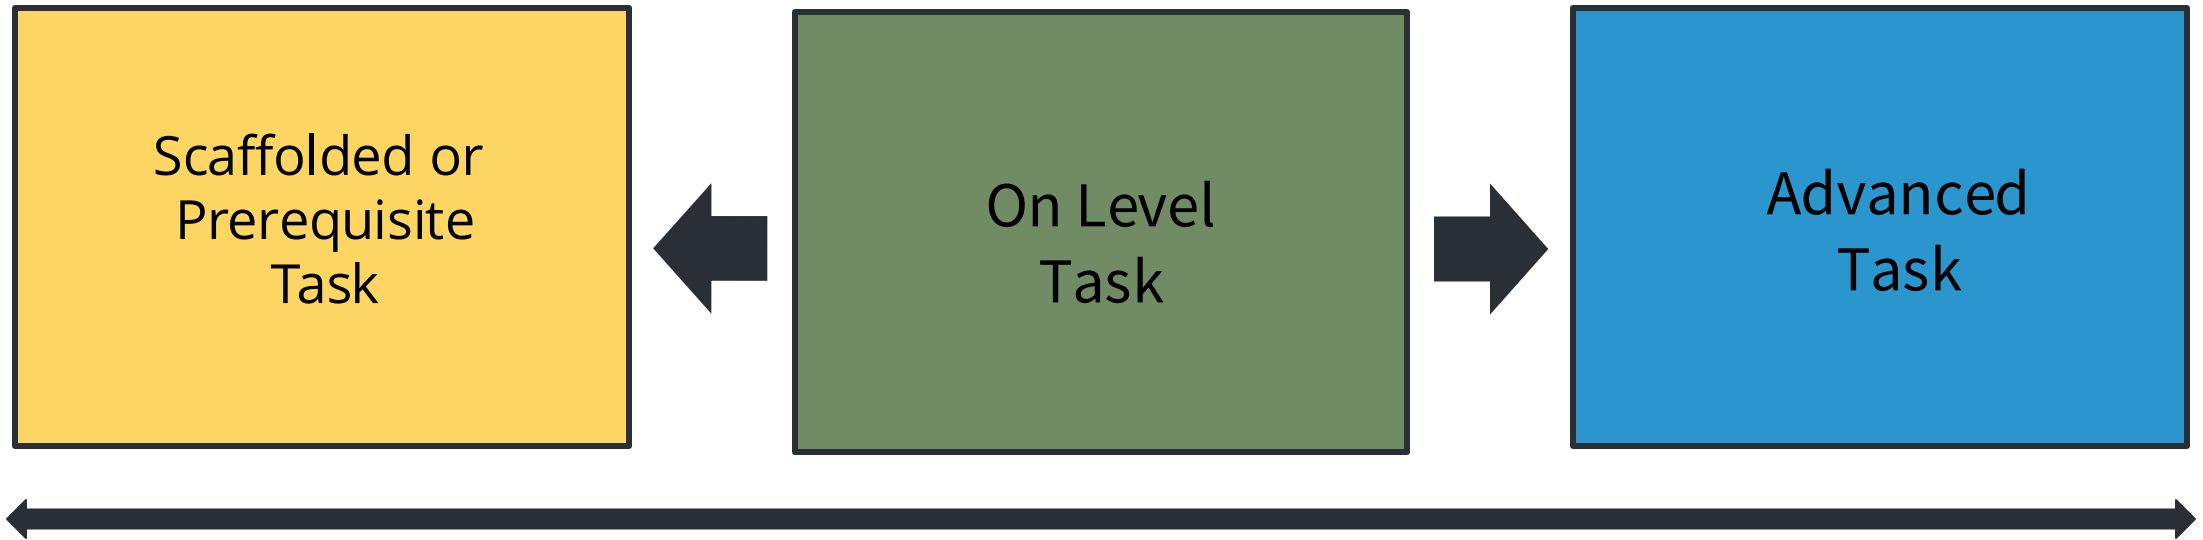 Scaffolded or
Prerequisite
Task
On Level
Task
Advanced
Task